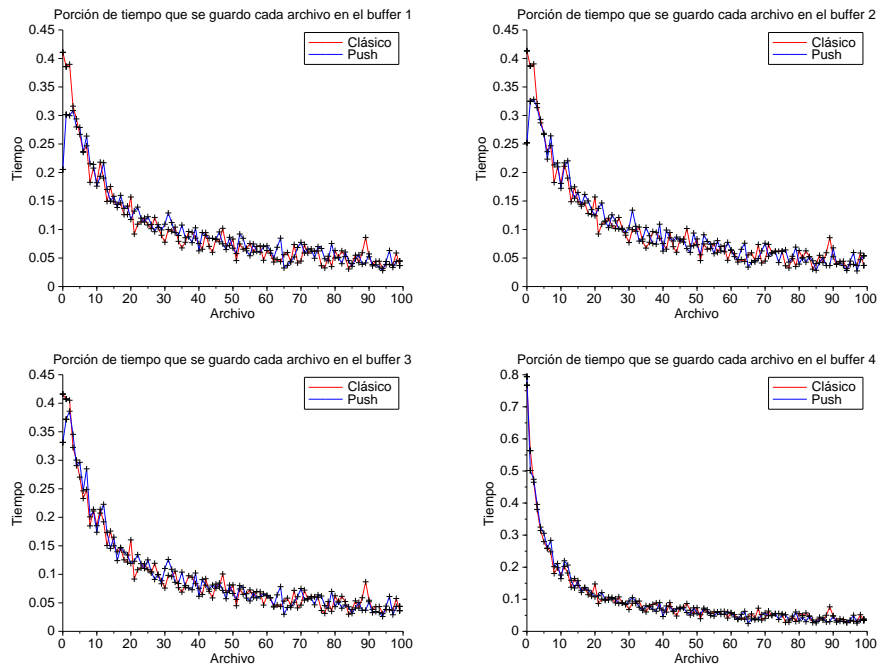 Porción de tiempo que se guardo cada archivo en el buffer 1
0.45
0.4
0.35
0.3
0.25
0.2
0.15
0.1
0.05
0
Tiempo
Clásico
Push
0 10 20 30 40 50 60 70 80 90 100
Archivo
Porción de tiempo que se guardo cada archivo en el buffer 2
0.45
0.4
0.35
0.3
0.25
0.2
0.15
0.1
0.05
0
Tiempo
Clásico
Push
0 10 20 30 40 50 60 70 80 90 100
Archivo
Porción de tiempo que se guardo cada archivo en el buffer 3
0.45
0.4
0.35
0.3
0.25
0.2
0.15
0.1
0.05
0
Tiempo
Clásico
Push
0 10 20 30 40 50 60 70 80 90 100
Archivo
Porción de tiempo que se guardo cada archivo en el buffer 4
0.8
0.7
0.6
0.5
0.4
0.3
0.2
0.1
0
Tiempo
Clásico
Push
0 10 20 30 40 50 60 70 80 90 100
Archivo